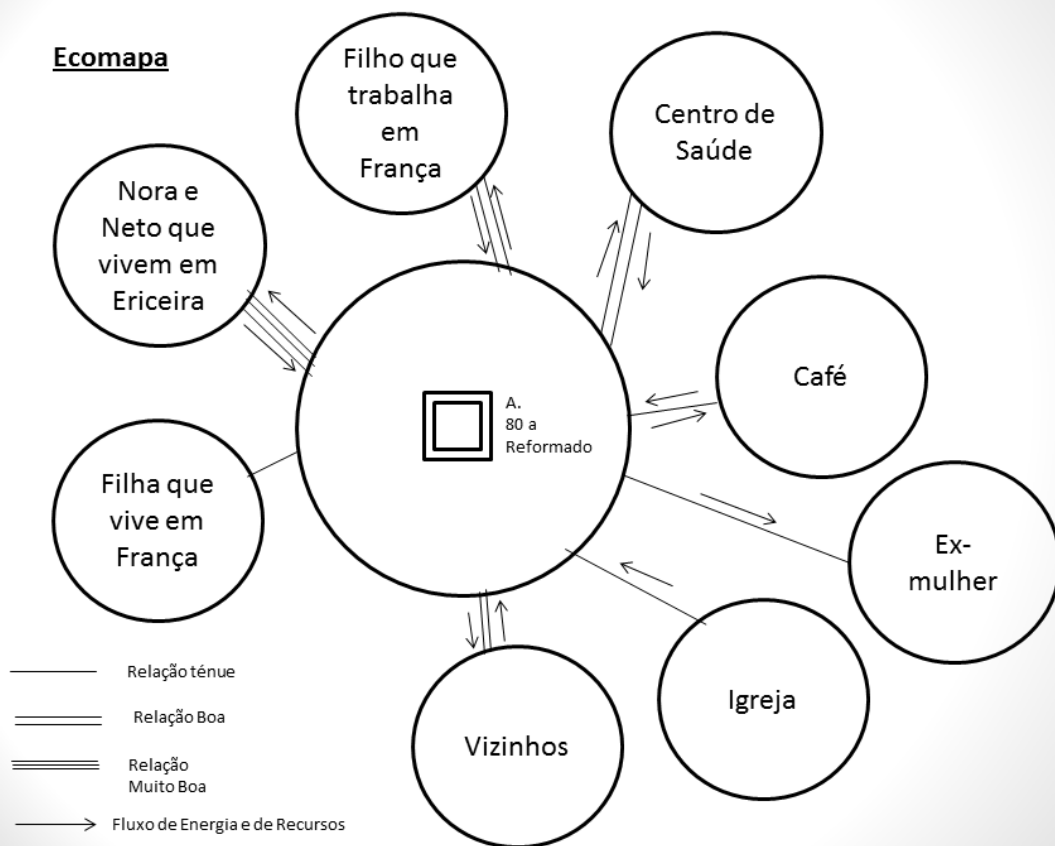 Ecomapa
Filho que
trabalha
em
França
Centro de
Saúde
Nora e
Neto que
vivem em
Ericeira
Café
A.
80 a
Reformado
Filha que
vive em
França
Ex-
mulher
Igreja
Vizinhos
Relação ténue
Relação Boa
Relação
Muito Boa
Fluxo de Energia e de Recursos